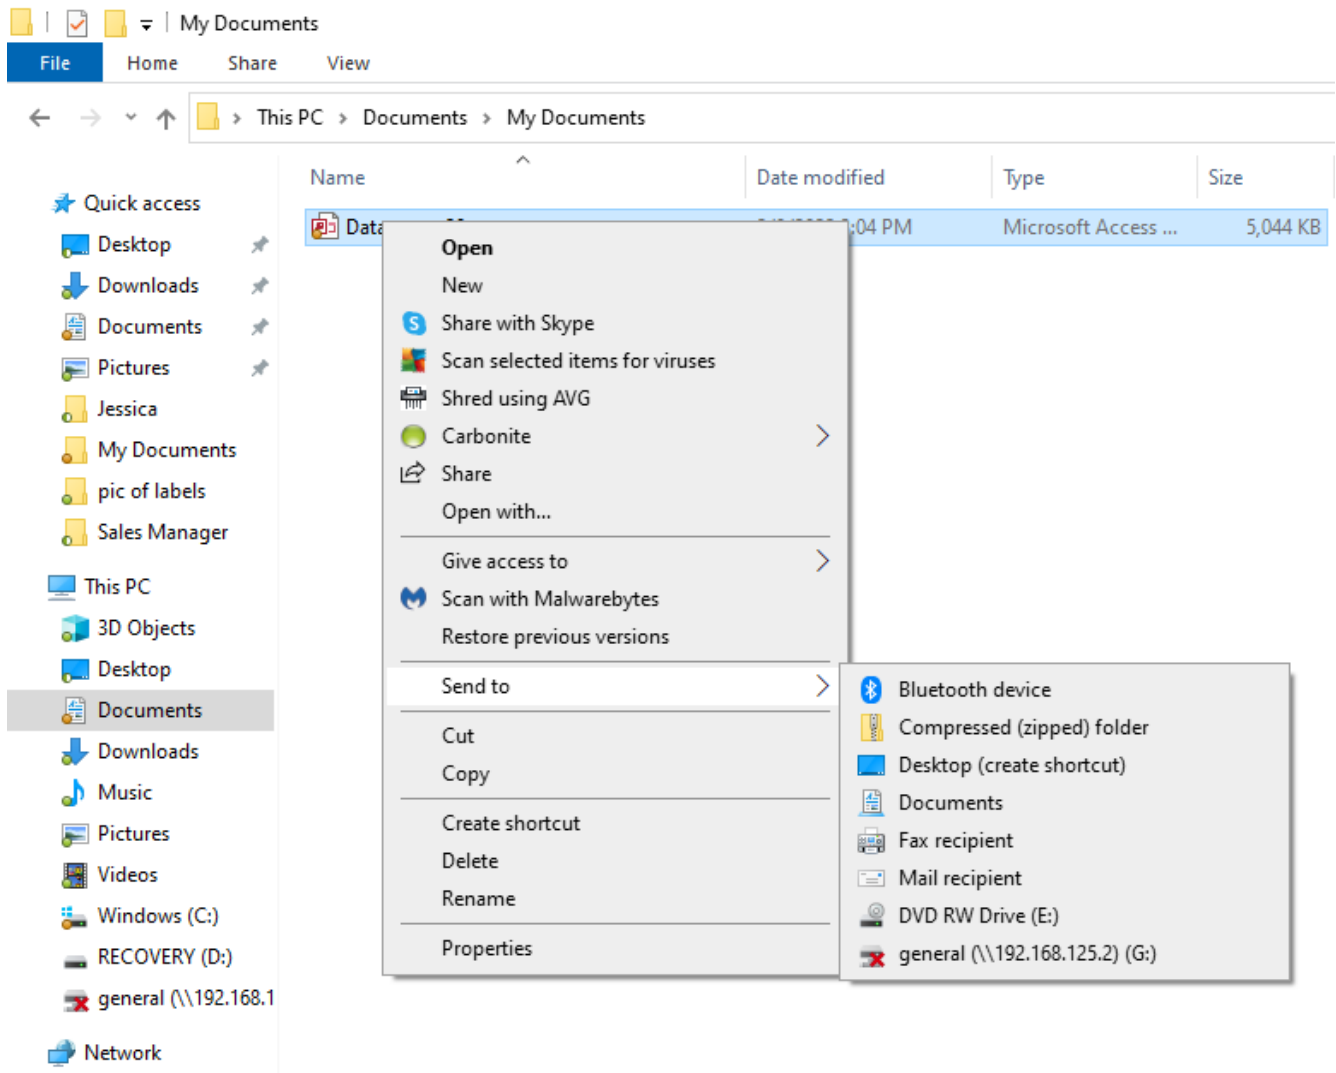 My Documents
File Home Share View
This PC > Documents > My Documents
Name Date modified Type Size
Data :04 PM Microsoft Access ... 5,044 KB
Quick access
Desktop
Downloads
Documents
Pictures
Jessica
My Documents
pic of labels
Sales Manager
This PC
3D Objects
Desktop
Documents
Downloads
Music
Pictures
Videos
Windows (C:)
RECOVERY (D:)
general (\\192.168.1
Network
Open
New
Share with Skype
Scan selected items for viruses
Shred using AVG
Carbonite
Share
Open with...
Give access to
Scan with Malwarebytes
Restore previous versions
Send to
Cut
Copy
Create shortcut
Delete
Rename
Properties
Bluetooth device
Compressed (zipped) folder
Desktop (create shortcut)
Documents
Fax recipient
Mail recipient
DVD RW Drive (E:)
general (\\192.168.125.2) (G:)